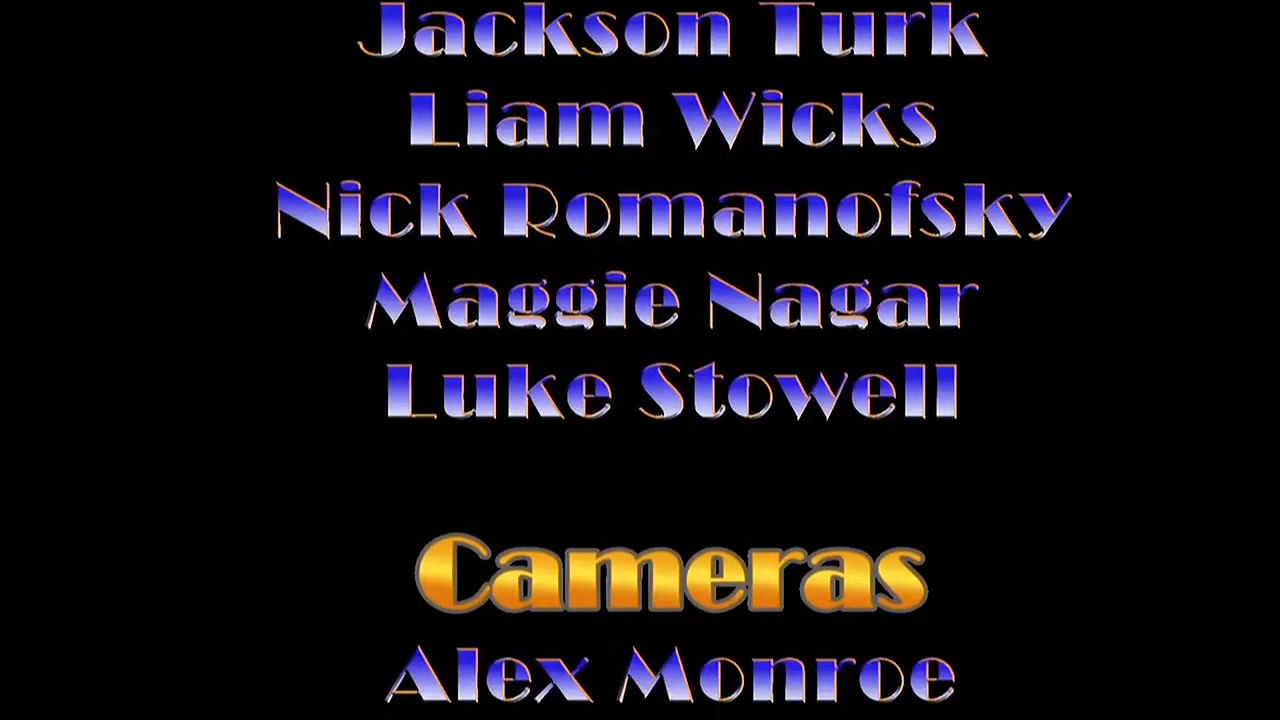 Jackson Turk
Liam Wicks
Nick Romanofsky
Maggie Nagar
Luke Stowell
Cameras
Alex Monroe